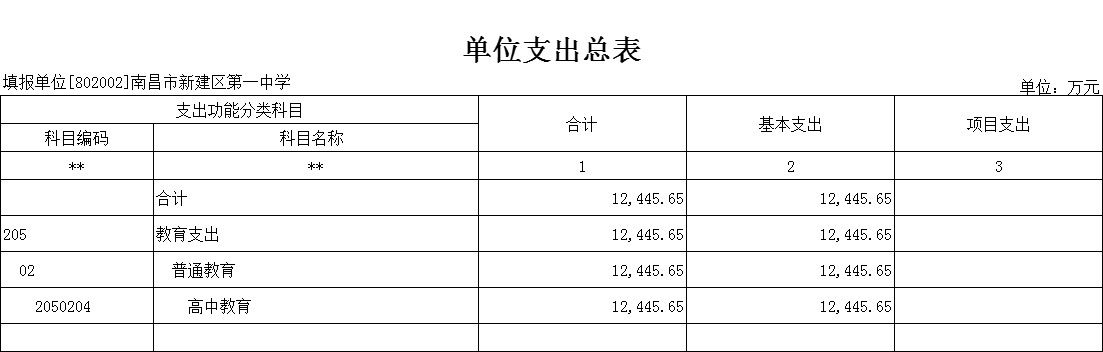 单位支出总表
填报单位[802002]南昌市新建区第一中学
单位：万元
支出功能分类科目 合计 基本支出 项目支出
科目编码 科目名称
** ** 1 2 3
合计 12,445.65 12,445.65
205 教育支出 12,445.65 12,445.65
02 普通教育 12,445.65 12,445.65
2050204 高中教育 12,445.65 12,445.65